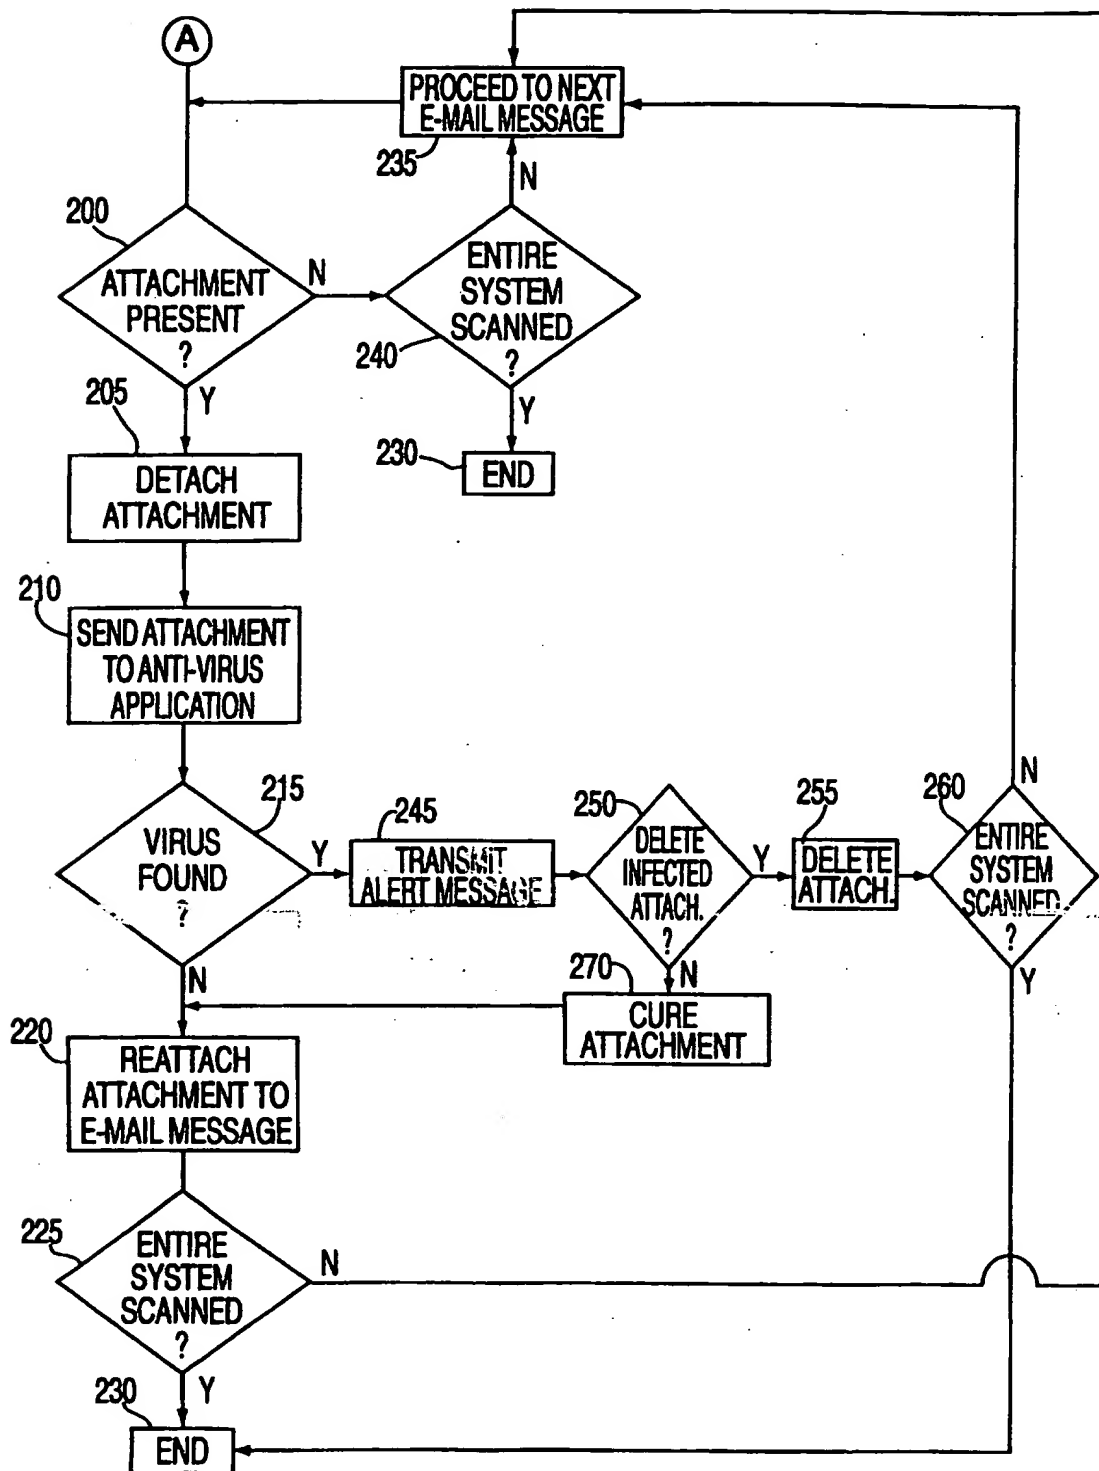 A
PROCEED TO NEXT
E-MAIL MESSAGE
235
N
200
ATTACHMENT
PRESENT
?
N
ENTIRE
SYSTEM
SCANNED
?
240
Y
Y
205
230
END
DETACH
ATTACHMENT
210
SEND ATTACHMENT
TO ANTI-VIRUS
APPLICATION
215
VIRUS
FOUND
?
Y
245
TRANSMIT
ALERT MESSAGE
250
DELETE
INFECTED
ATTACH.
?
Y
255
DELETE
ATTACH.
260
N
ENTIRE
SYSTEM
SCANNED
?
Y
N
270
N
CURE
ATTACHMENT
220
REATTACH
ATTACHMENT TO
E-MAIL MESSAGE
225
ENTIRE
SYSTEM
SCANNED
?
N
Y
230
END